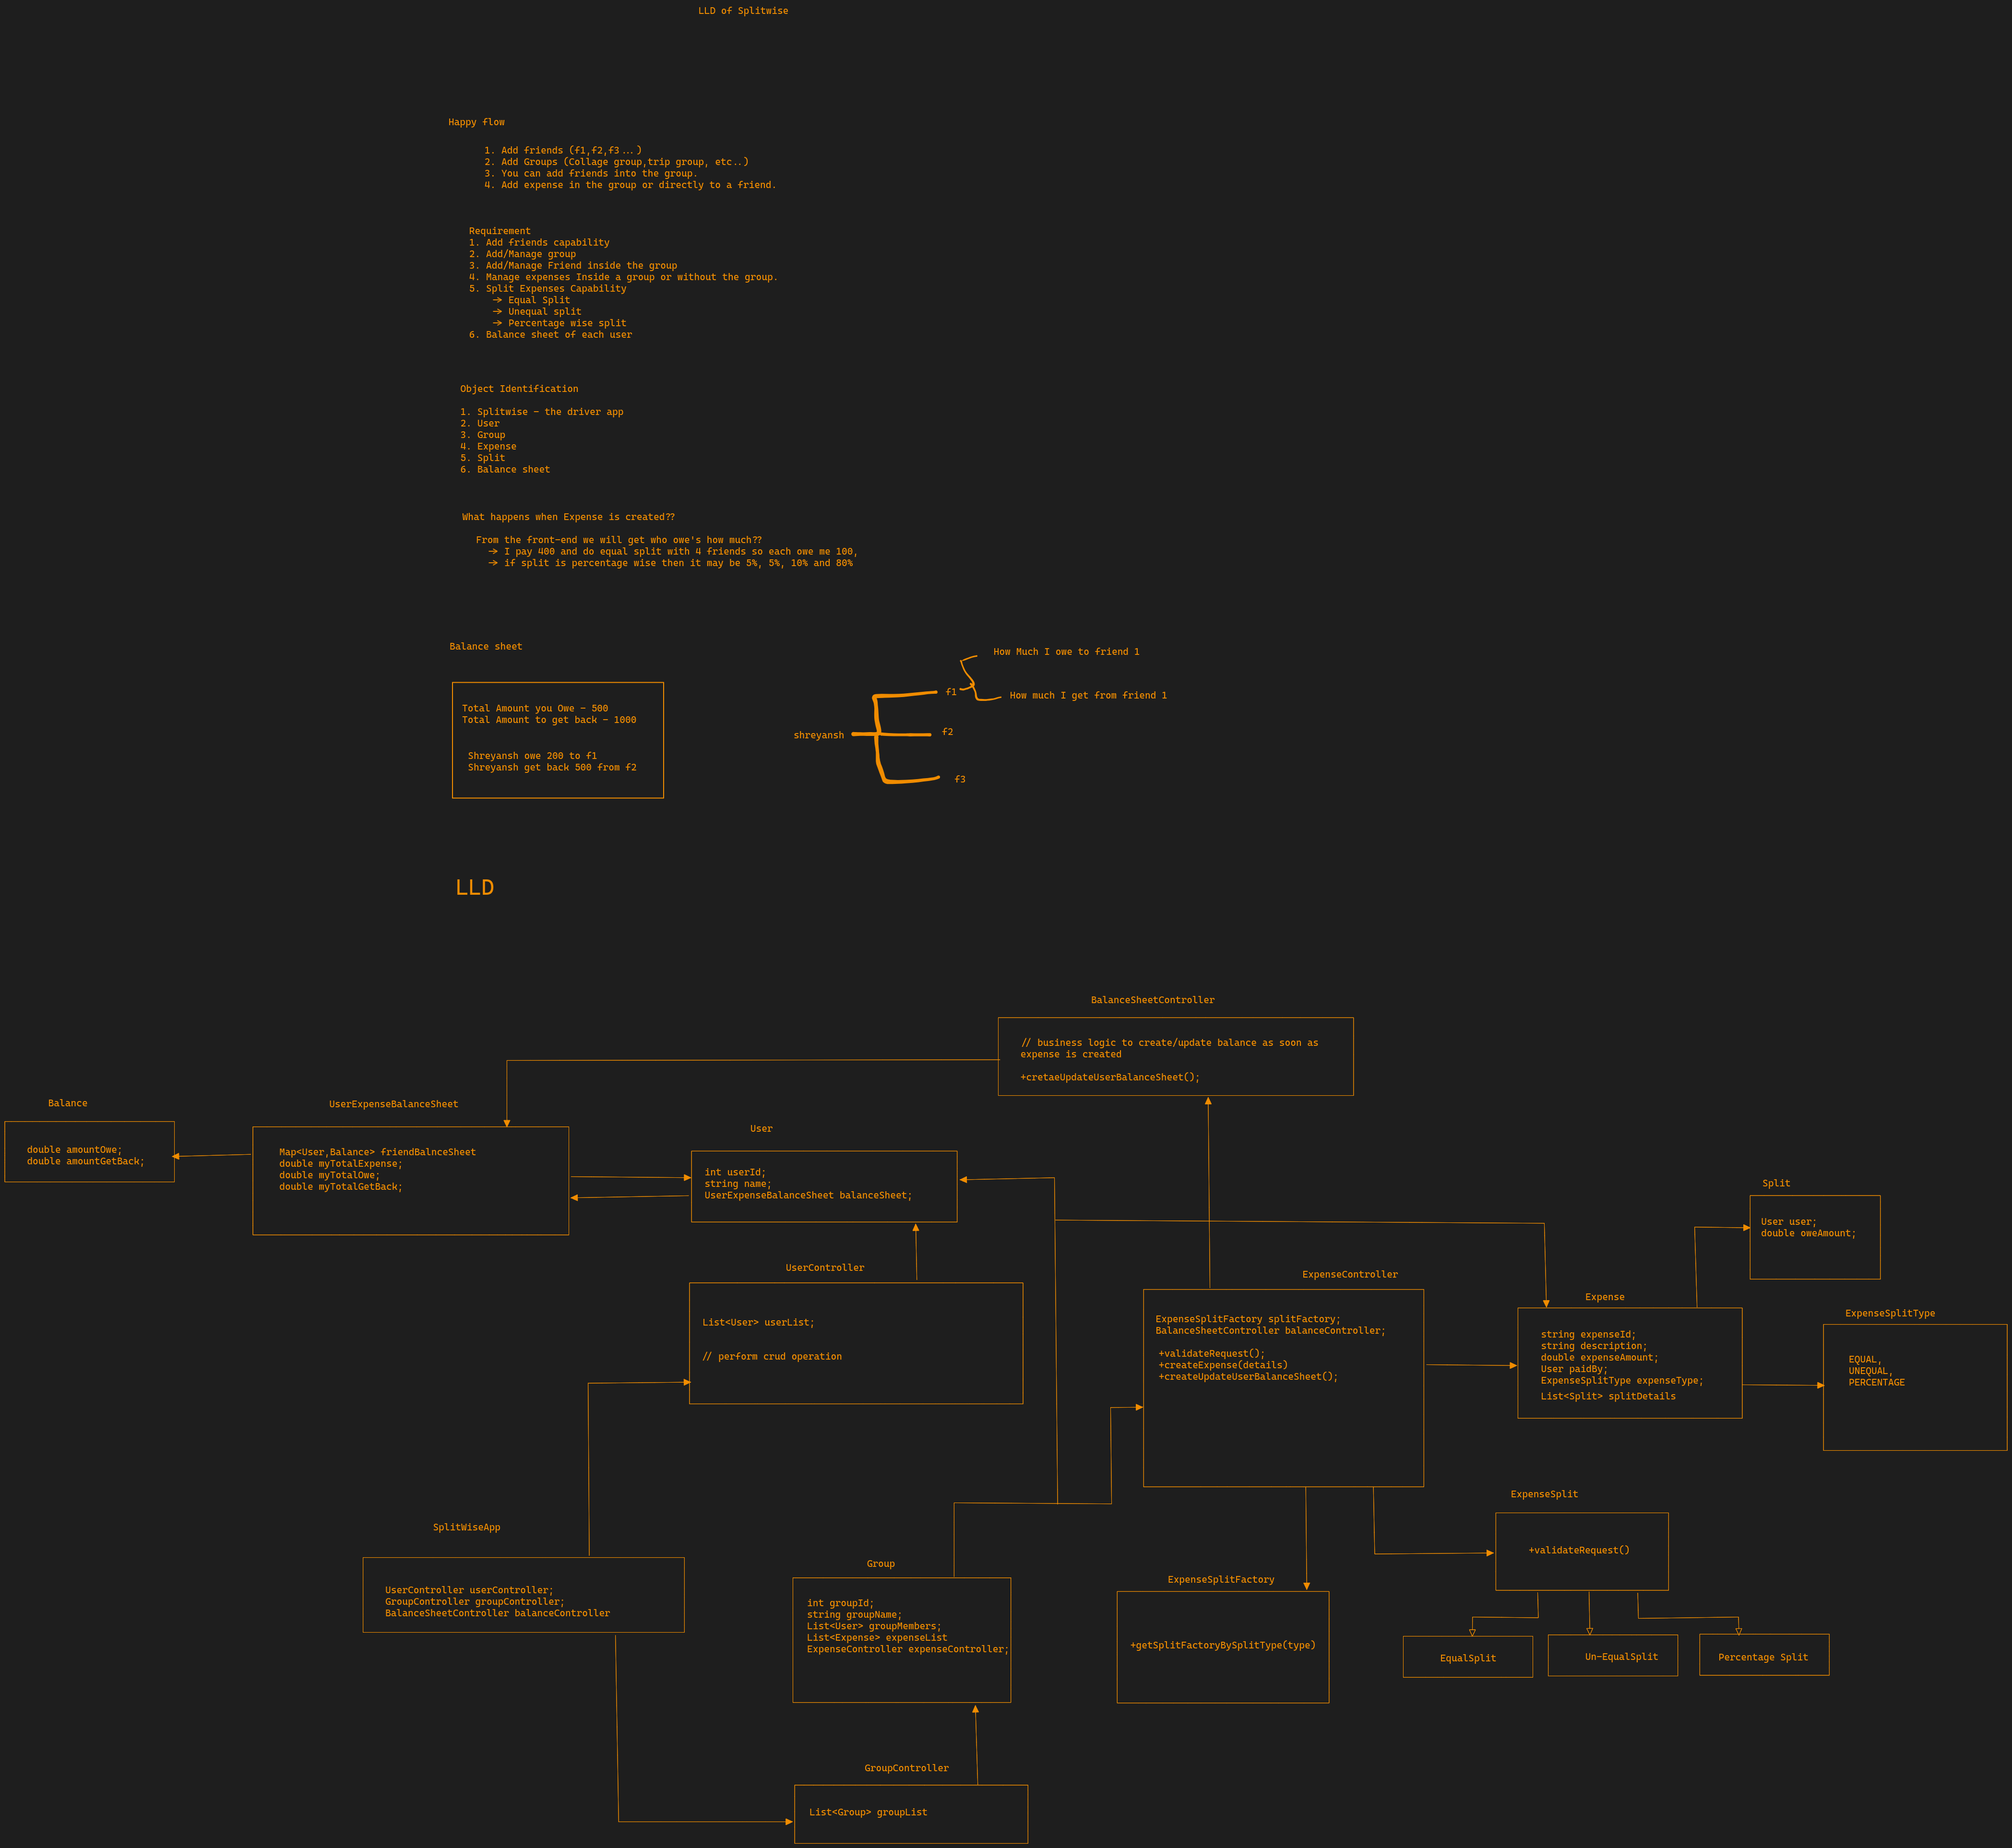 LLD of Splitwise
Happy flow
1. Add friends (f1,f2,f3...)
2. Add Groups (Collage group,trip group, etc..)
3. You can add friends into the group.
4. Add expense in the group or directly to a friend.
Requirement
1. Add friends capability
2. Add/Manage group
3. Add/Manage Friend inside the group
4. Manage expenses Inside a group or without the group.
5. Split Expenses Capability
-> Equal Split
-> Unequal split
-> Percentage wise split
6. Balance sheet of each user
Object Identification
1. Splitwise - the driver app
2. User
3. Group
4. Expense
5. Split
6. Balance sheet
What happens when Expense is created??
From the front-end we will get who owe's how much??
-> I pay 400 and do equal split with 4 friends so each owe me 100,
-> if split is percentage wise then it may be 5%, 5%, 10% and 80%
Balance sheet
Total Amount you Owe - 500
Total Amount to get back - 1000
Shreyansh owe 200 to f1
Shreyansh get back 500 from f2
shreyansh
f1
f2
f3
How Much I owe to friend 1
How much I get from friend 1
LLD
BalanceSheetController
// business logic to create/update balance as soon as
expense is created
+cretaeUpdateUserBalanceSheet();
Balance
double amountOwe;
double amountGetBack;
UserExpenseBalanceSheet
Map<User,Balance> friendBalnceSheet
double myTotalExpense;
double myTotalOwe;
double myTotalGetBack;
User
int userId;
string name;
UserExpenseBalanceSheet balanceSheet;
Split
User user;
double oweAmount;
UserController
List<User> userList;
// perform crud operation
ExpenseController
ExpenseSplitFactory splitFactory;
BalanceSheetController balanceController;
+validateRequest();
+createExpense(details)
+createUpdateUserBalanceSheet();
Expense
string expenseId;
string description;
double expenseAmount;
User paidBy;
ExpenseSplitType expenseType;
List<Split> splitDetails
ExpenseSplitType
EQUAL,
UNEQUAL,
PERCENTAGE
ExpenseSplit
+validateRequest()
SplitWiseApp
UserController userController;
GroupController groupController;
BalanceSheetController balanceController
Group
int groupId;
string groupName;
List<User> groupMembers;
List<Expense> expenseList
ExpenseController expenseController;
ExpenseSplitFactory
+getSplitFactoryBySplitType(type)
EqualSplit
Un-EqualSplit
Percentage Split
GroupController
List<Group> groupList